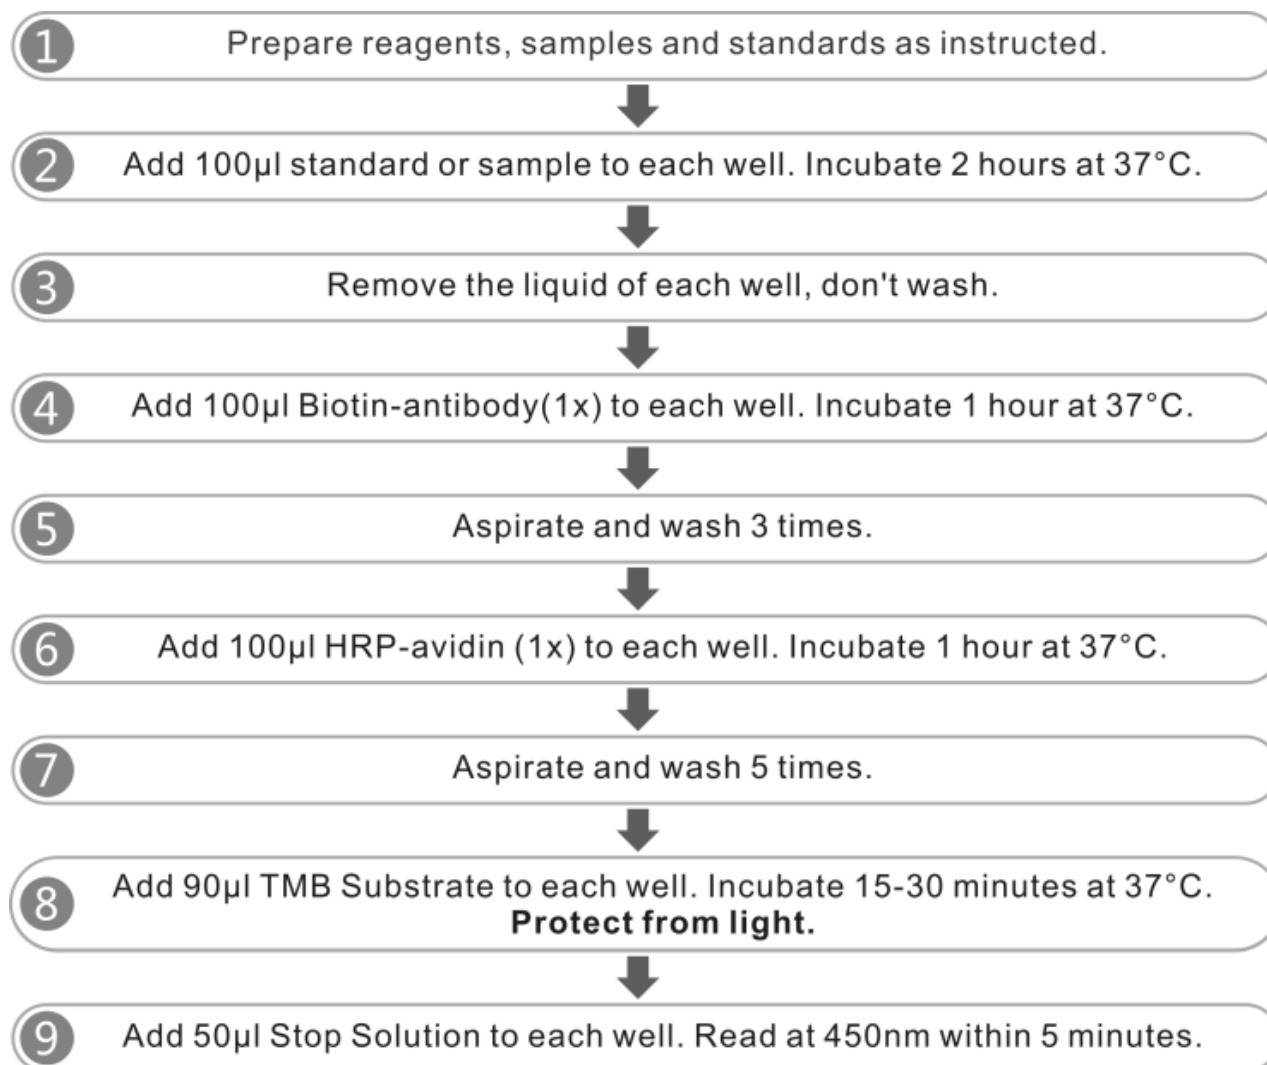 1 Prepare reagents, samples and standards as instructed.
2 Add 100µl standard or sample to each well. Incubate 2 hours at 37°C.
3 Remove the liquid of each well, don't wash.
4 Add 100µl Biotin-antibody(1x) to each well. Incubate 1 hour at 37°C.
5 Aspirate and wash 3 times.
6 Add 100µl HRP-avidin (1x) to each well. Incubate 1 hour at 37°C.
7 Aspirate and wash 5 times.
8 Add 90µl TMB Substrate to each well. Incubate 15-30 minutes at 37°C.
Protect from light.
9 Add 50µl Stop Solution to each well. Read at 450nm within 5 minutes.